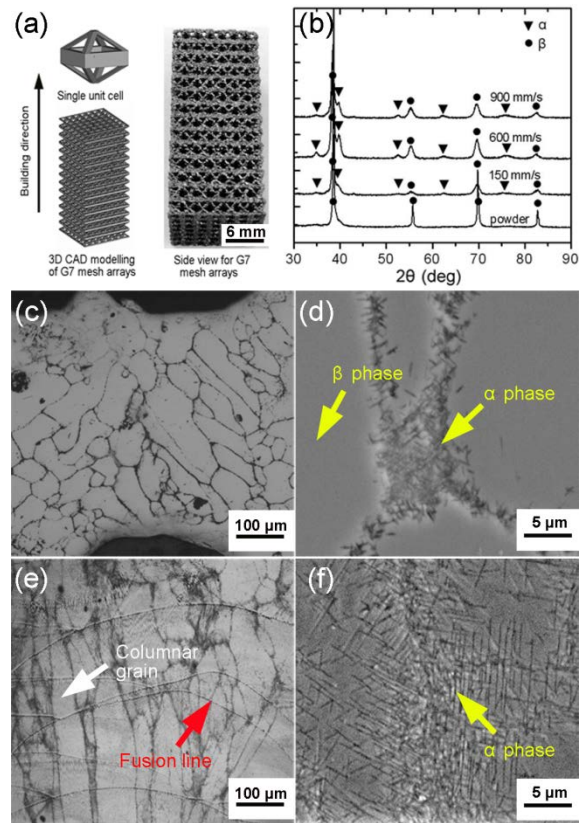 (a)
Single unit cell
Building direction
3D CAD modelling
of G7 mesh arrays
6 mm
Side view for G7
mesh arrays
(b)
▼ α
● β
900 mm/s
600 mm/s
150 mm/s
powder
30 40 50 60 70 80 90
2θ (deg)
(c)
100 µm
(d)
β phase
α phase
5 µm
(e)
Columnar
grain
Fusion line
100 µm
(f)
α phase
5 µm